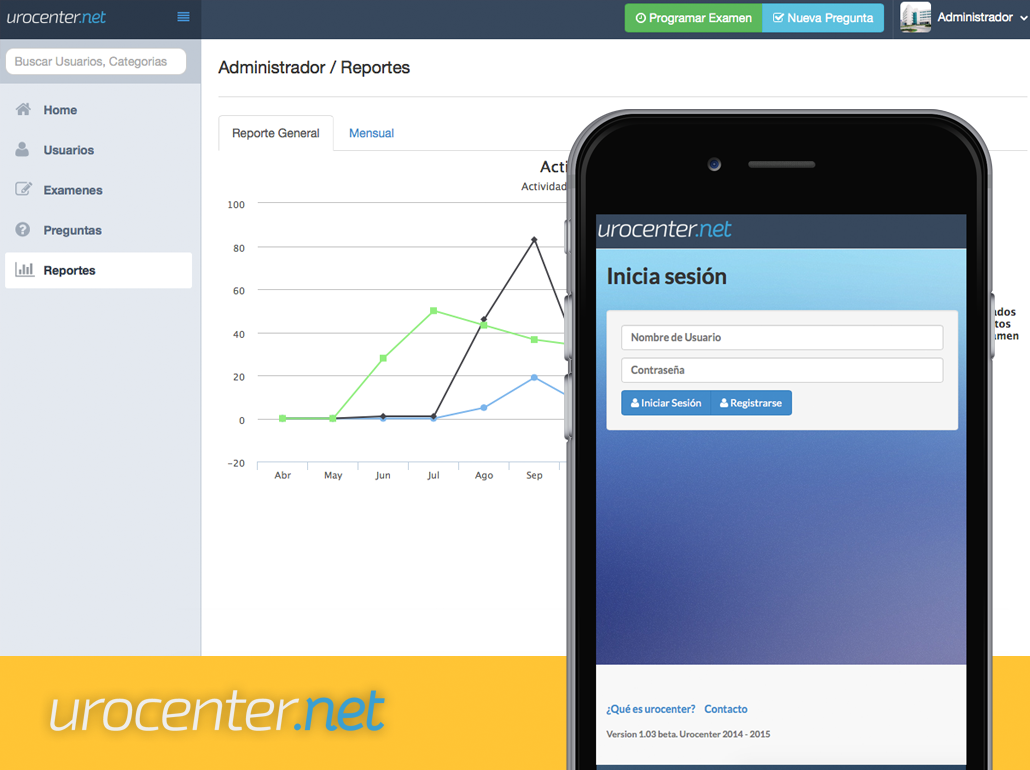 urocenter.net
Programar Examen
Nueva Pregunta
Administrador
Buscar Usuarios, Categorias
Home
Usuarios
Examenes
Preguntas
Reportes
Administrador / Reportes
Reporte General
Mensual
Acti
Actividad
100
80
60
40
20
0
-20
Abr May Jun Jul Ago Sep
ados
tos
amen
urocenter.net
Inicia sesión
Nombre de Usuario
Contraseña
Iniciar Sesión
Registrarse
¿Qué es urocenter? Contacto
Version 1.03 beta. Urocenter 2014 - 2015
urocenter.net